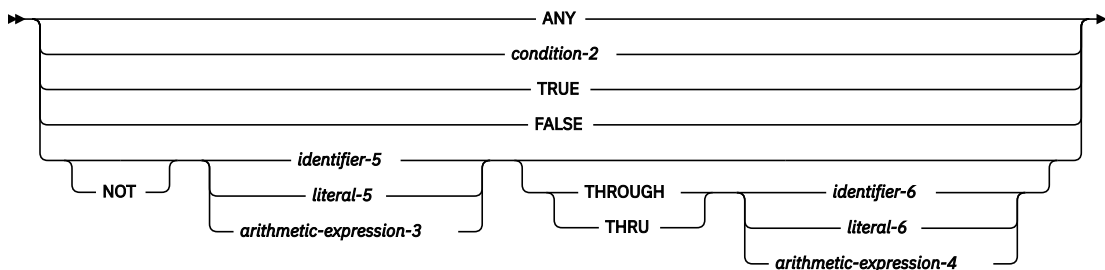 ANY
condition-2
TRUE
FALSE
identifier-5
NOT
literal-5
arithmetic-expression-3
THROUGH
THRU
identifier-6
literal-6
arithmetic-expression-4